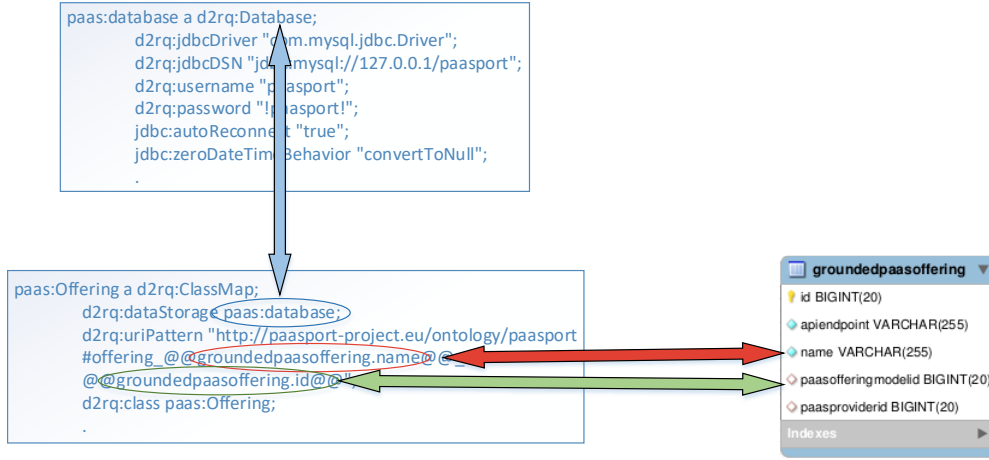 paas:database a d2rq:Database;
d2rq:jdbcDriver "com.mysql.jdbc.Driver";
d2rq:jdbcDSN "jdbc:mysql://127.0.0.1/paasport";
d2rq:username "paasport";
d2rq:password "!paasport!";
jdbc:autoReconnect "true";
jdbc:zeroDateTimeBehavior "convertToNull";
.
paas:Offering a d2rq:ClassMap;
d2rq:dataStorage paas:database;
d2rq:uriPattern "http://paasport-project.eu/ontology/paasport
#offering_@@groundedpaasoffering.name@@_
@@groundedpaasoffering.id@@";
d2rq:class paas:Offering;
.
groundedpaasoffering
id BIGINT(20)
apiendpoint VARCHAR(255)
name VARCHAR(255)
paasofferingmodelid BIGINT(20)
paasproviderid BIGINT(20)
Indexes